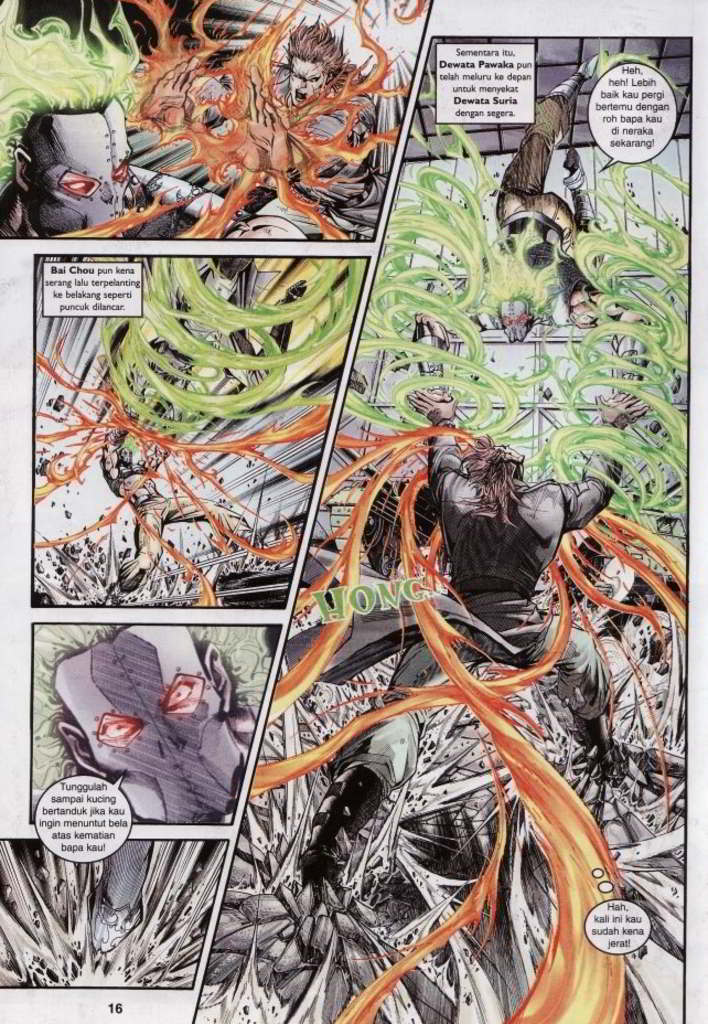 Bai Chou pun kena
serang lalu terpelanting
ke belakang seperti
puncuk dilancar.
Tunggulah
sampai kucing
bertanduk jika kau
ingin menuntut bela
atas kematian
bapa kau!
Sementara itu,
Dewata Pawaka pun
telah meluru ke depan
untuk menyekat
Dewata Suria
dengan segera.
Heh,
heh! Lebih
baik kau pergi
bertemu dengan
roh bapa kau
di neraka
sekarang!
HONG
Hah,
kali ini kau
sudah kena
jerat!
16